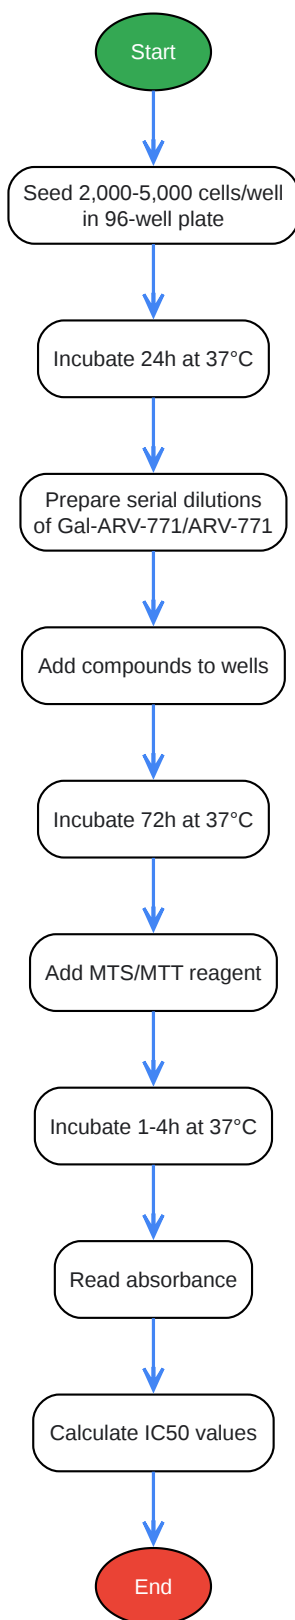 Start
Seed 2,000-5,000 cells/well
in 96-well plate
Incubate 24h at 37°C
Prepare serial dilutions
of Gal-ARV-771/ARV-771
Add compounds to wells
Incubate 72h at 37°C
Add MTS/MTT reagent
Incubate 1-4h at 37°C
Read absorbance
Calculate IC50 values
End